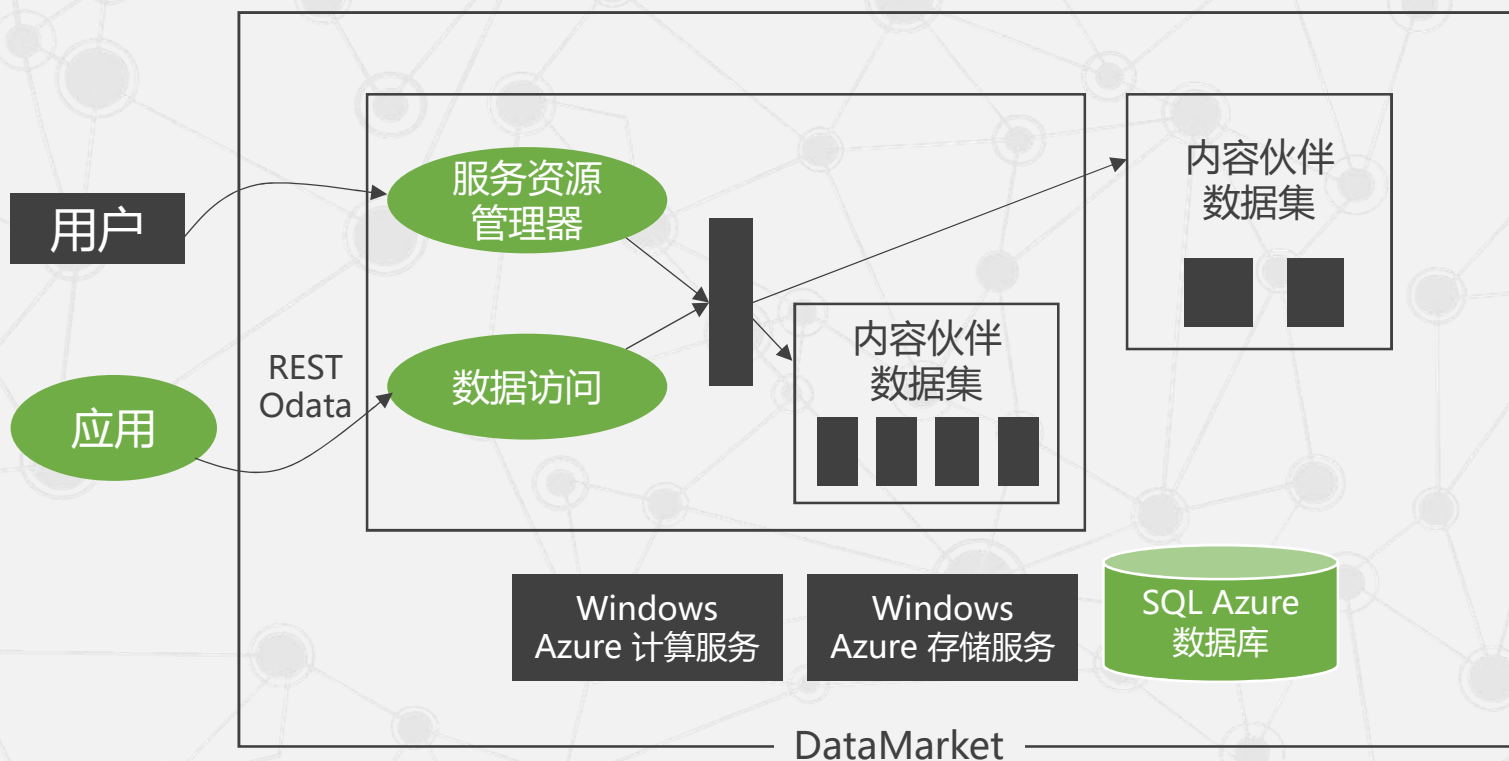 用户
应用
REST
Odata
服务资源
管理器
数据访问
内容伙伴
数据集
内容伙伴
数据集
Windows
Azure 计算服务
Windows
Azure 存储服务
SQL Azure
数据库
DataMarket